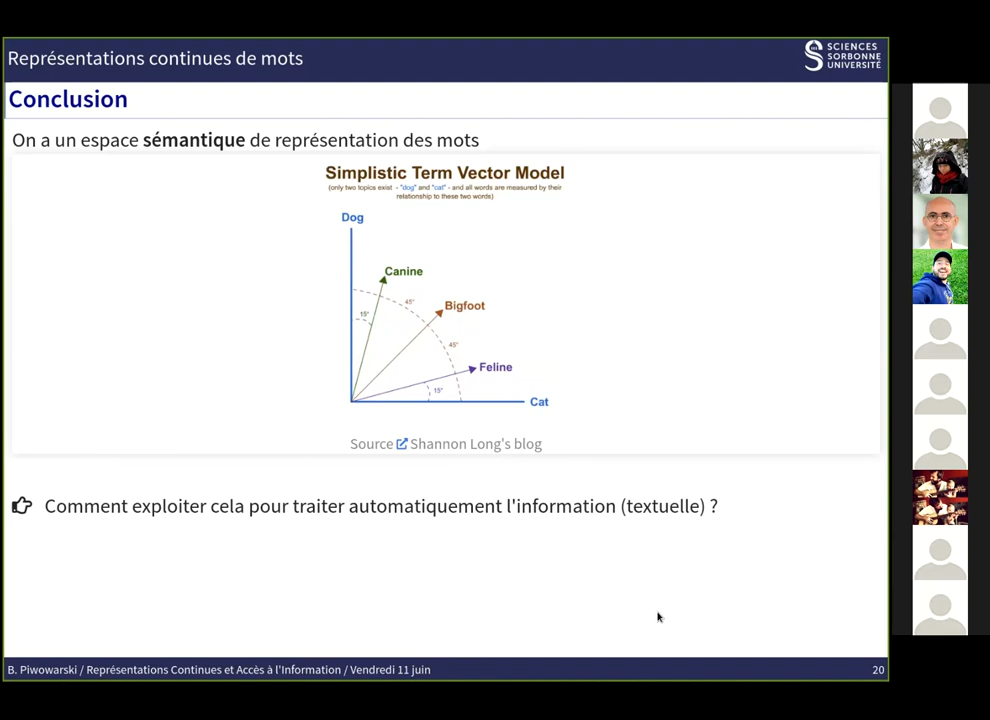 Représentations continues de mots
SCIENCES
SORBONNE
UNIVERSITÉ
Conclusion
On a un espace sémantique de représentation des mots
Simplistic Term Vector Model
(only two topics exist - "dog" and "cat" - and all words are measured by their
relationship to these two words)
Dog
Canine
45°
Bigfoot
15°
45°
Feline
15°
Cat
Source Shannon Long's blog
Comment exploiter cela pour traiter automatiquement l'information (textuelle) ?
B. Piwowarski / Représentations Continues et Accès à l'Information / Vendredi 11 juin
20